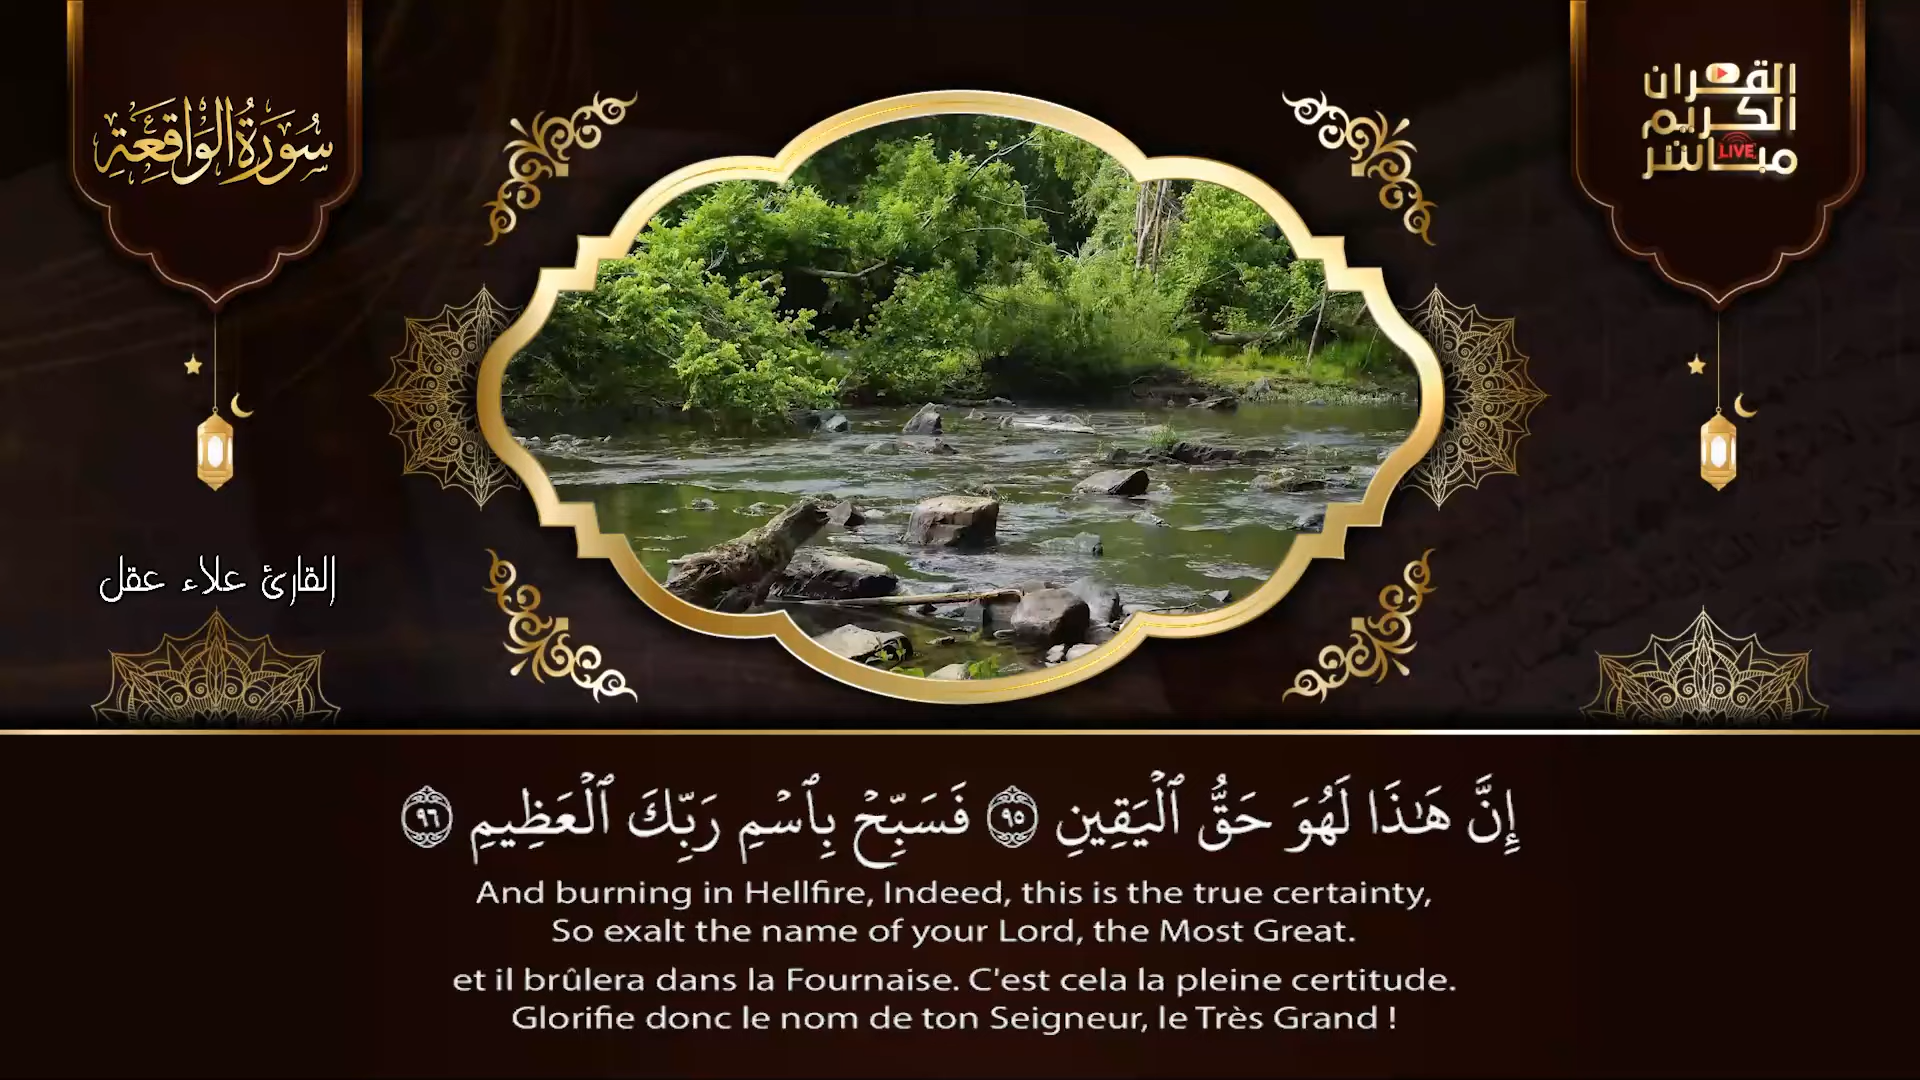 سُورَةُ الْوَاقِعَةِ
القرآن
الكريم
مباشر
LIVE
القارئ علاء عقل
إِنَّ هَٰذَا لَهُوَ حَقُّ ٱلْيَقِينِ ٩٥ فَسَبِّحْ بِٱسْمِ رَبِّكَ ٱلْعَظِيمِ ٩٦
And burning in Hellfire, Indeed, this is the true certainty,
So exalt the name of your Lord, the Most Great.
et il brûlera dans la Fournaise. C'est cela la pleine certitude.
Glorifie donc le nom de ton Seigneur, le Très Grand !